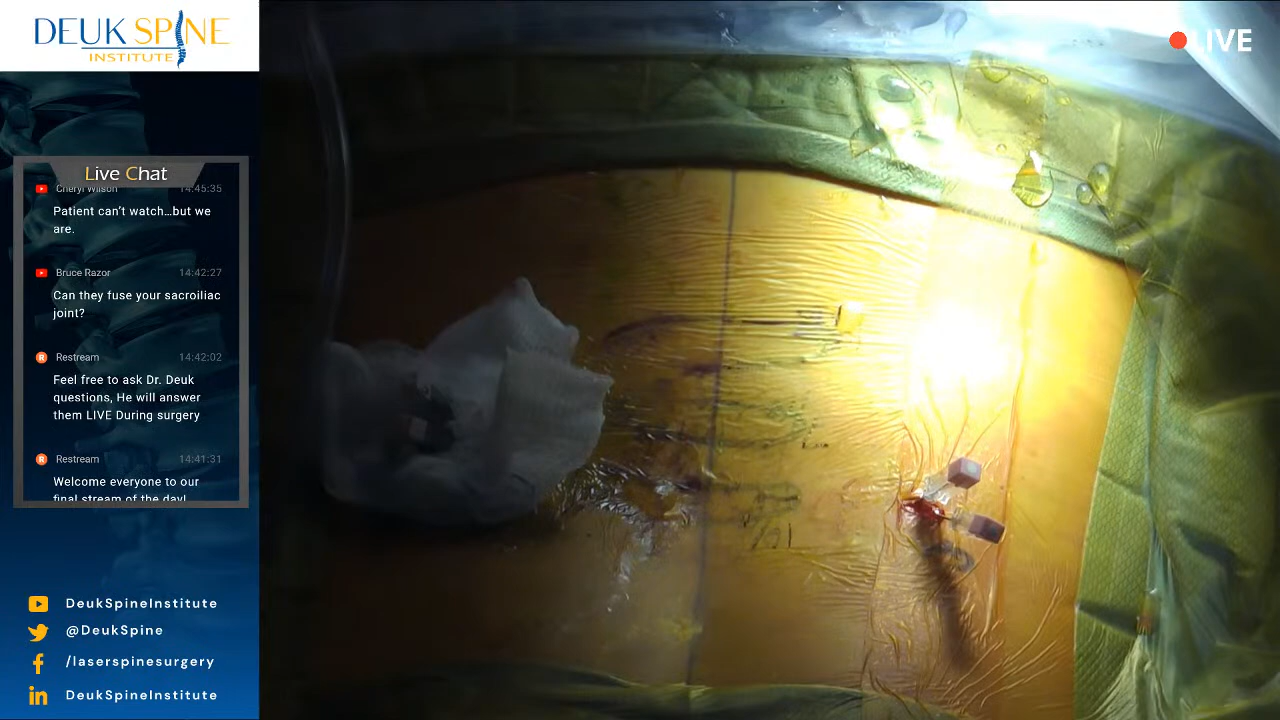 DEUK SPINE
INSTITUTE
LIVE
Live Chat
Cheryl Wilson 14:45:35
Patient can't watch...but we
are.
Bruce Razor 14:42:27
Can they fuse your sacroiliac
joint?
Restream 14:42:02
Feel free to ask Dr. Deuk
questions, He will answer
them LIVE During surgery
Restream 14:41:31
Welcome everyone to our
final stream of the day!
DeukSpineInstitute
@DeukSpine
/laserspinesurgery
DeukSpineInstitute